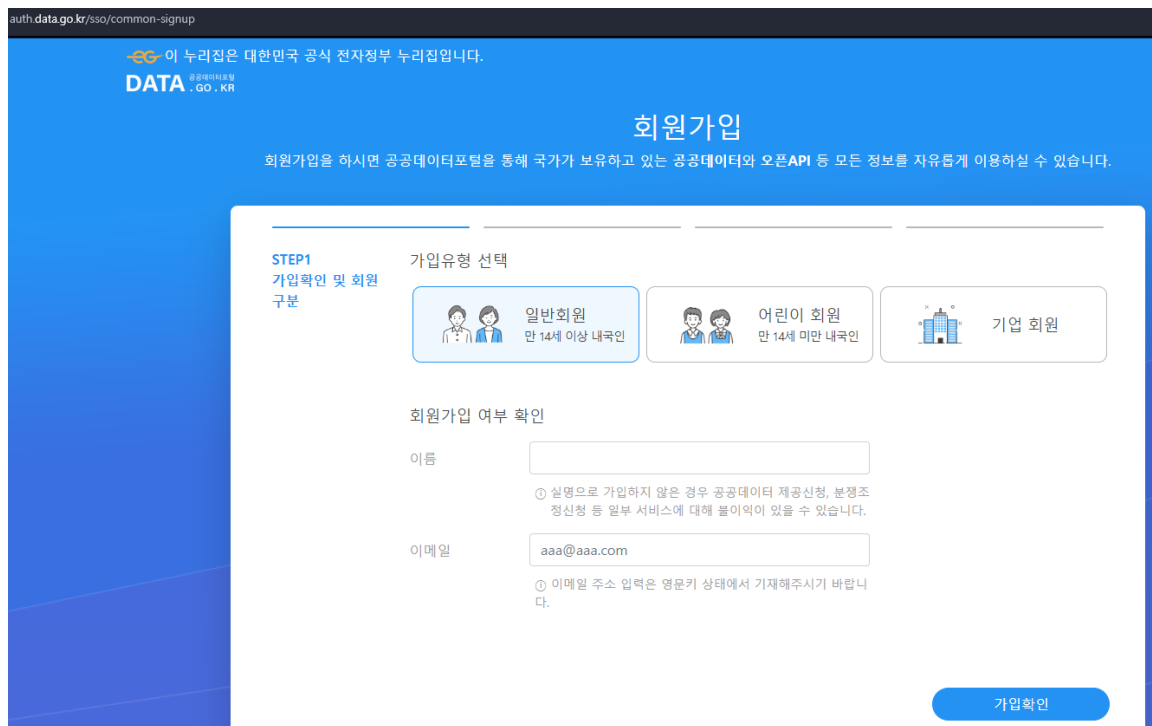 auth.data.go.kr/sso/common-signup
eG 이 누리집은 대한민국 공식 전자정부 누리집입니다.
DATA 공공데이터포털
.GO.KR
회원가입
회원가입을 하시면 공공데이터포털을 통해 국가가 보유하고 있는 공공데이터와 오픈API 등 모든 정보를 자유롭게 이용하실 수 있습니다.
STEP1
가입확인 및 회원
구분
가입유형 선택
일반회원
만 14세 이상 내국인
어린이 회원
만 14세 미만 내국인
기업 회원
회원가입 여부 확인
이름
실명으로 가입하지 않은 경우 공공데이터 제공신청, 분쟁조
정신청 등 일부 서비스에 대해 불이익이 있을 수 있습니다.
이메일
aaa@aaa.com
이메일 주소 입력은 영문키 상태에서 기재해주시기 바랍니
다.
가입확인